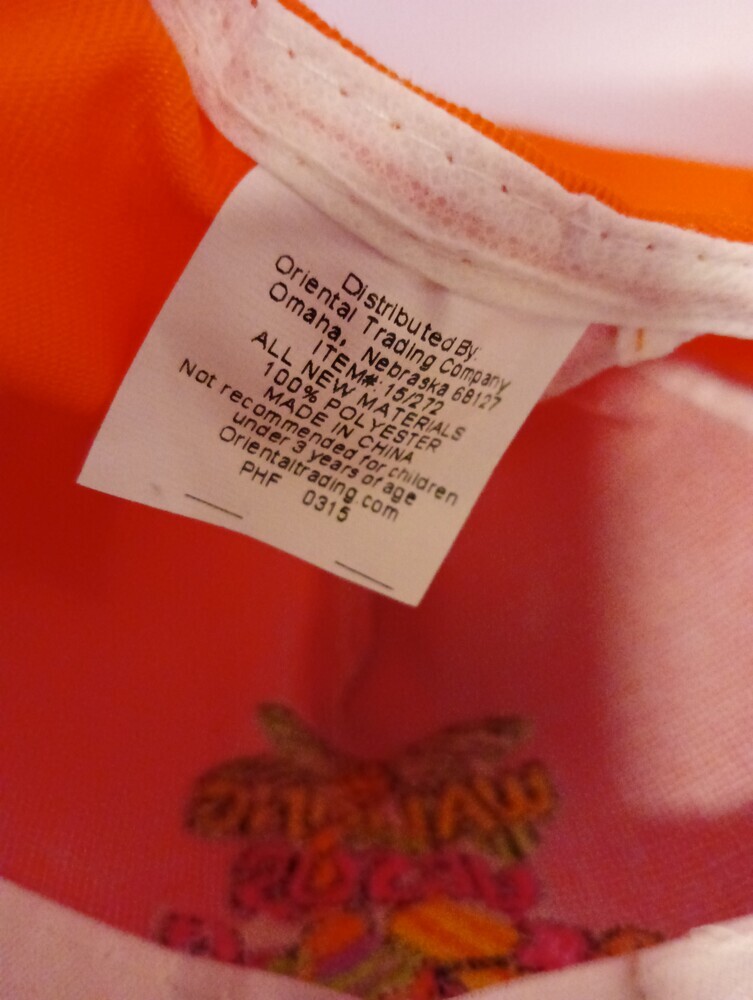 Distributed By:
Oriental Trading Company
Omaha, Nebraska 68127
ITEM#: 15/272
ALL NEW MATERIALS
100% POLYESTER
MADE IN CHINA
Not recommended for children
under 3 years of age
Orientaltrading.com
PHF 0315